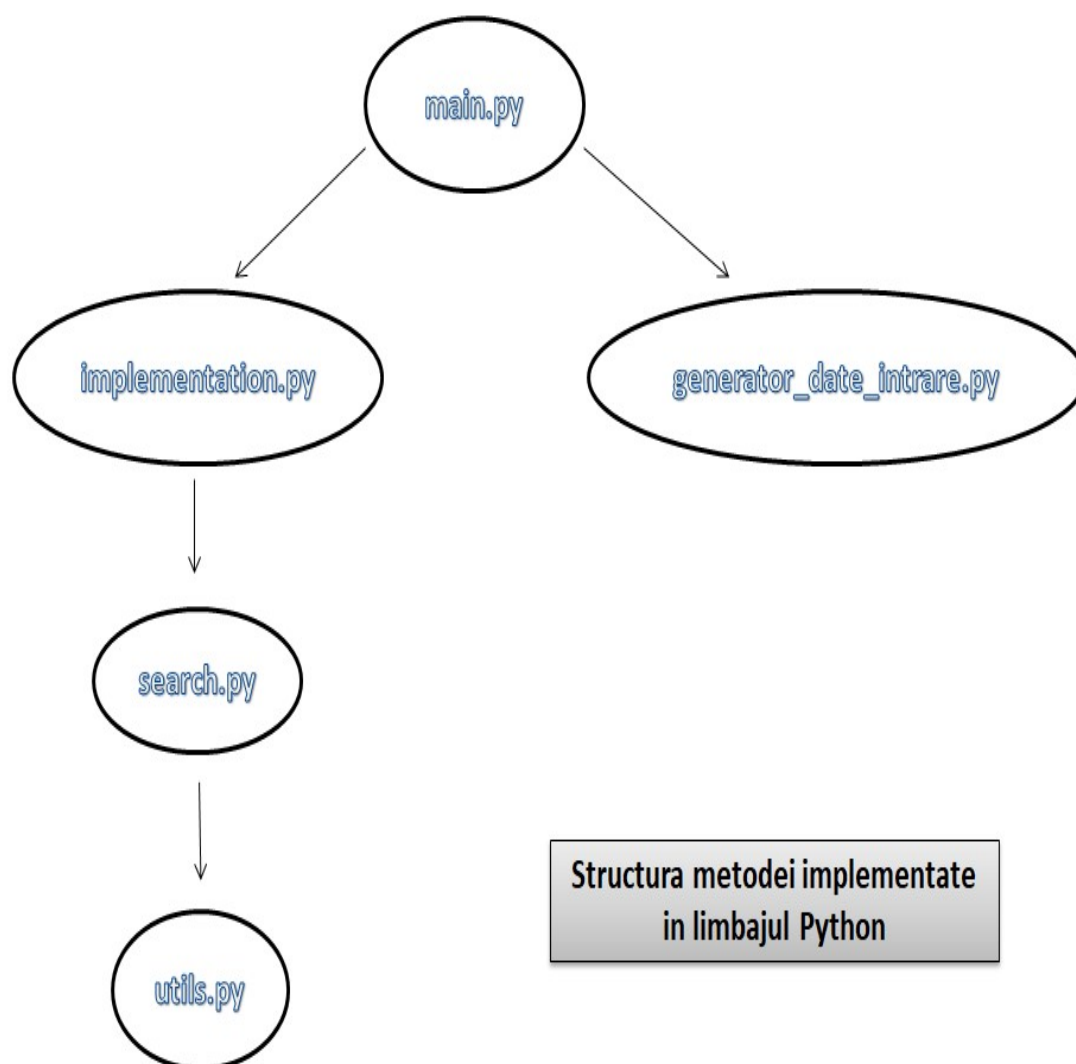 main.py
implementation.py
generator_date_intrare.py
search.py
Structura metodei implementate
in limbajul Python
utils.py